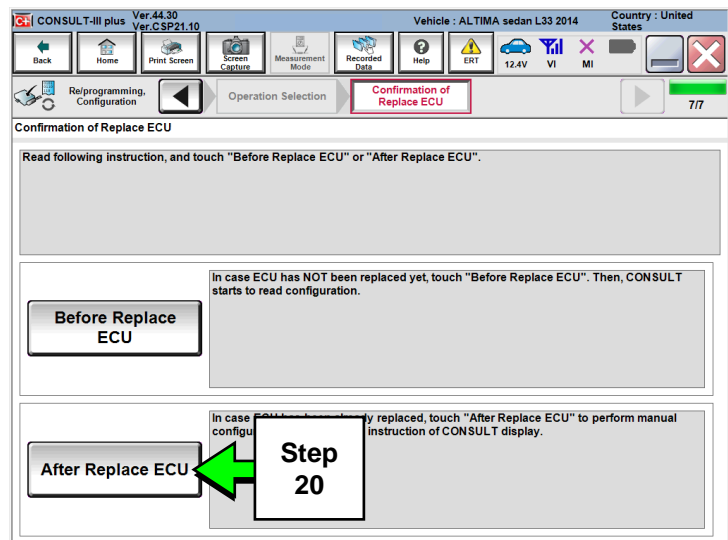 C+ CONSULT-III plus Ver.44.30
Ver.CSP21.10
Vehicle : ALTIMA sedan L33 2014
Country : United
States
Back
Home
Print Screen
Screen
Capture
Measurement
Mode
Recorded
Data
Help
ERT
12.4V
VI
MI
Re/programming,
Configuration
Operation Selection
Confirmation of
Replace ECU
7/7
Confirmation of Replace ECU
Read following instruction, and touch "Before Replace ECU" or "After Replace ECU".
Before Replace
ECU
In case ECU has NOT been replaced yet, touch "Before Replace ECU". Then, CONSULT
starts to read configuration.
After Replace ECU
In case replaced, touch "After Replace ECU" to perform manual
instruction of CONSULT display.
Step
20